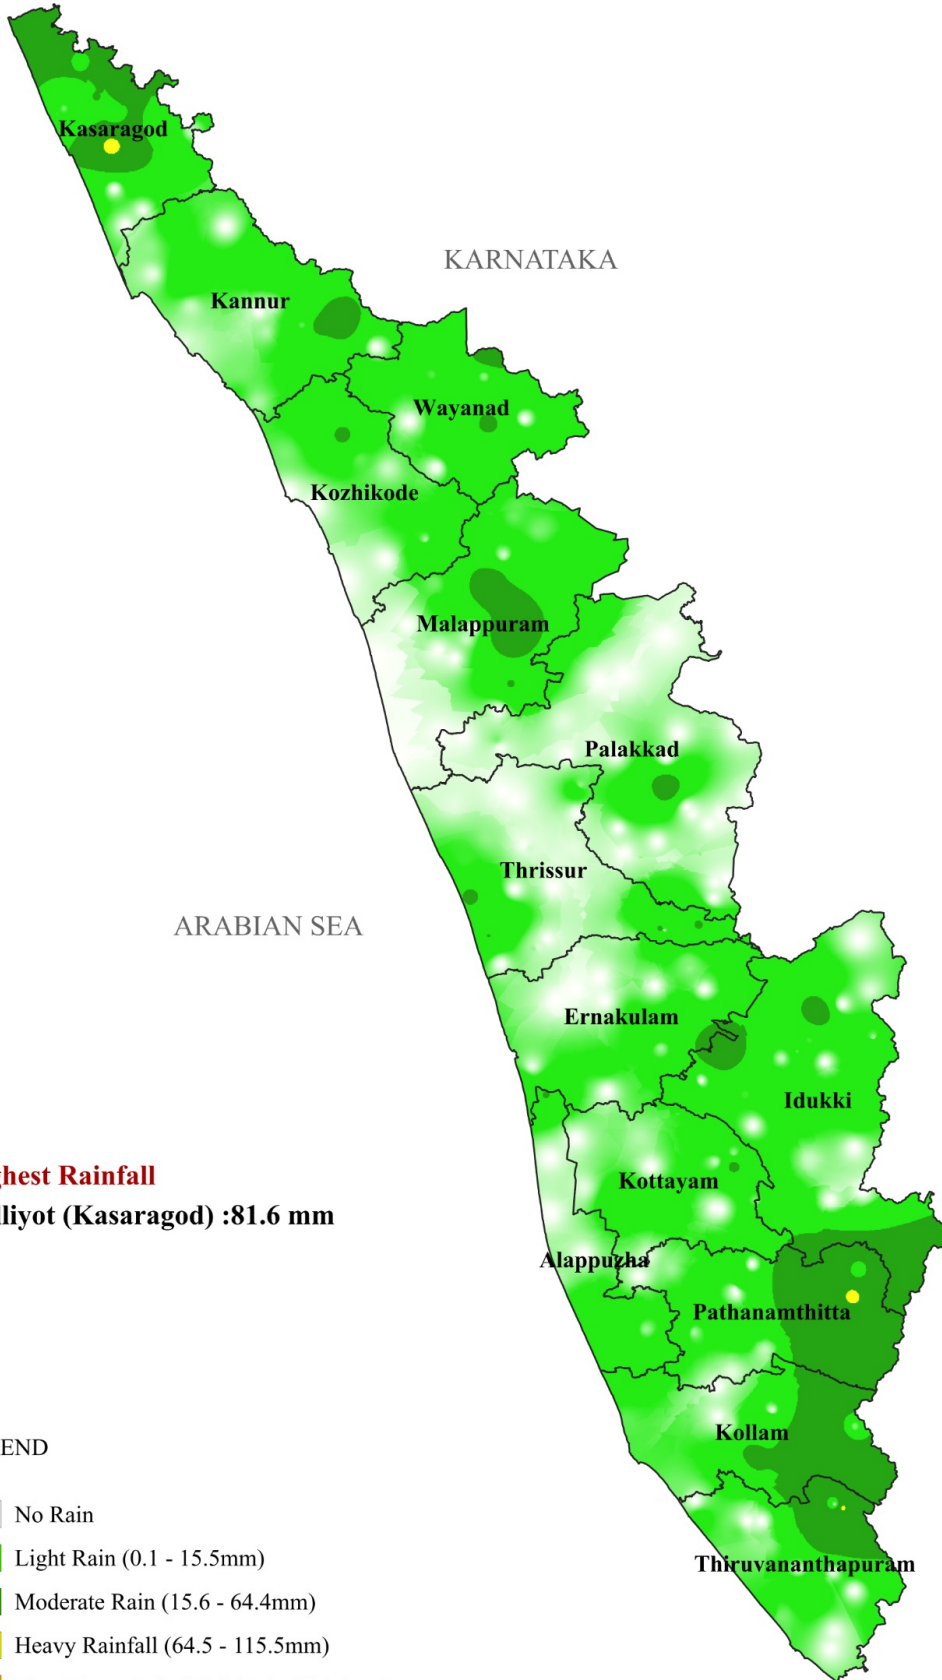 Kasaragod
KARNATAKA
Kannur
Wayanad
Kozhikode
Malappuram
Palakkad
Thrissur
ARABIAN SEA
Ernakulam
Idukki
ghest Rainfall
Kottayam
lliyot (Kasaragod) :81.6 mm
Alappuzha
Pathanamthitta
Kollam
END
No Rain
Light Rain (0.1 - 15.5mm)
Thiruvananthapuram
Moderate Rain (15.6 - 64.4mm)
Heavy Rainfall (64.5 - 115.5mm)